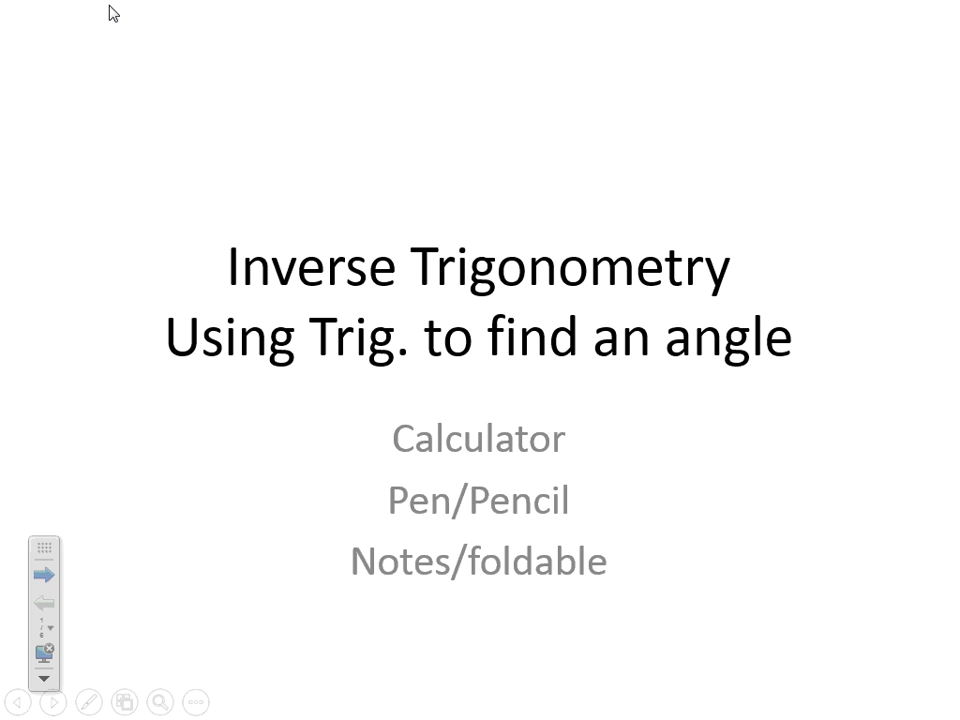 Inverse Trigonometry
Using Trig. to find an angle
Calculator
Pen/Pencil
Notes/foldable